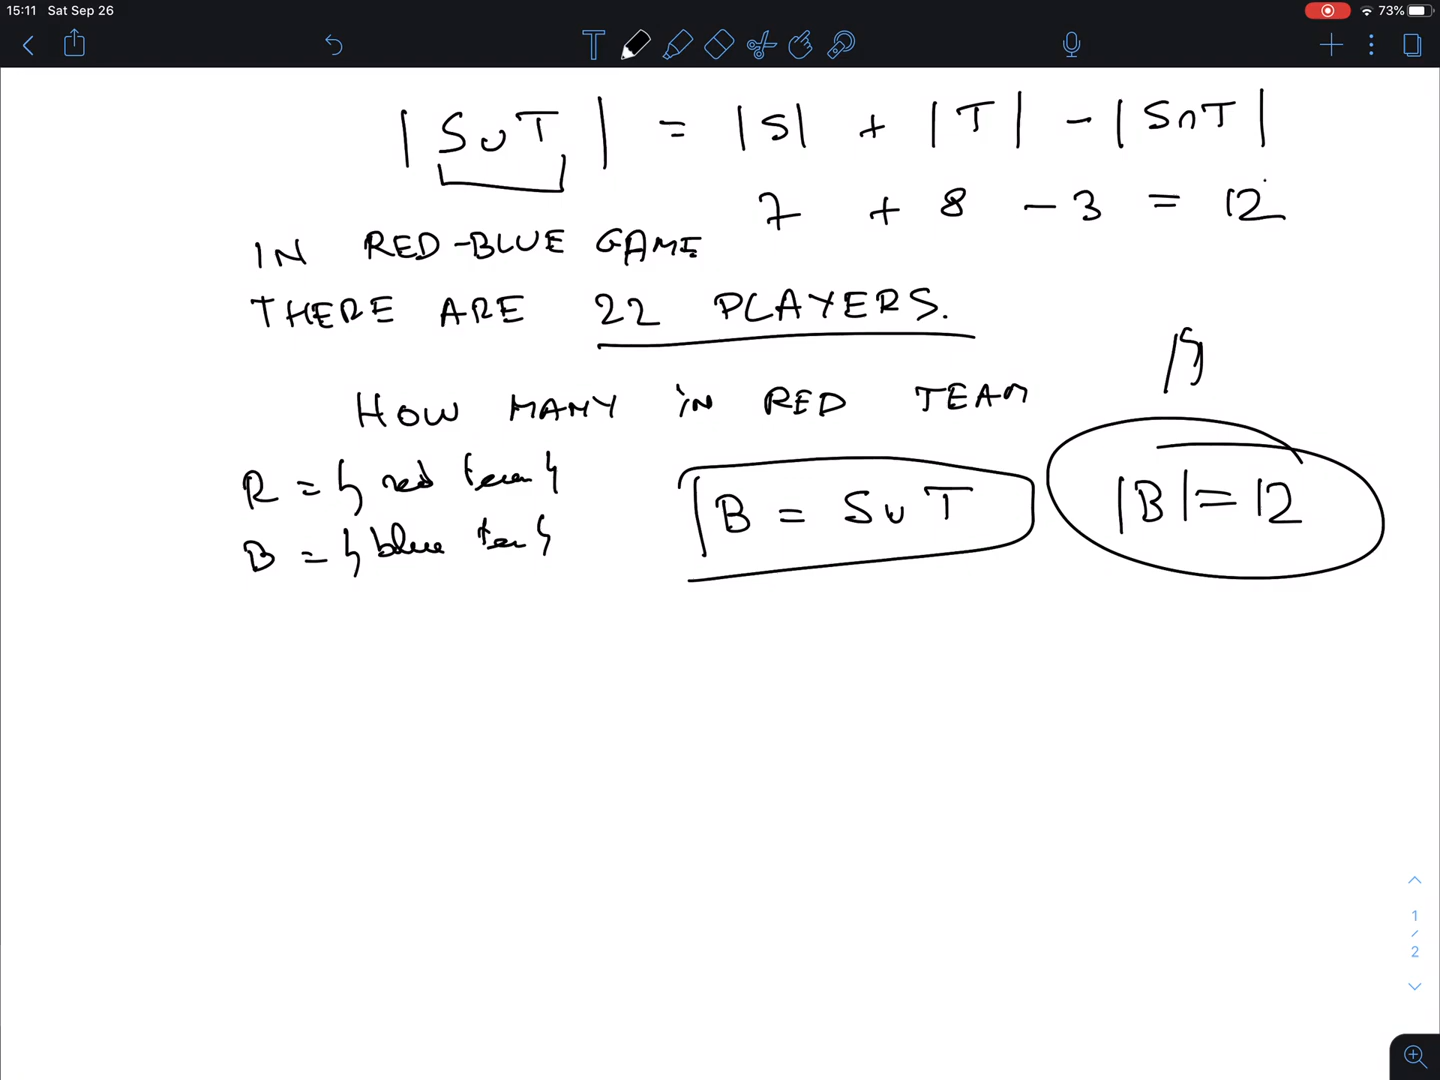 15:11 Sat Sep 26
73%
|S∪T| = |S| + |T| - |S∩T|
7 + 8 - 3 = 12
IN RED-BLUE GAME
THERE ARE 22 PLAYERS.
HOW MANY IN RED TEAM
R = { red team }
B = { blue team }
B = S∪T
|B| = 12
1
/
2